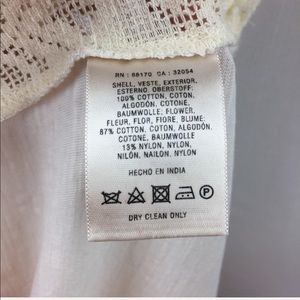 RN : 66170 CA : 32054
SHELL, VESTE, EXTERIOR,
ESTERNO, OBERSTOFF:
100% COTTON, COTON,
ALGODÓN, COTONE,
BAUMWOLLE; FLOWER,
FLEUR, FLOR, FIORE, BLUME:
87% COTTON, COTON, ALGODÓN,
COTONE, BAUMWOLLE
13% NYLON, NYLON,
NILÓN, NAILON, NYLON
HECHO EN INDIA
P
DRY CLEAN ONLY